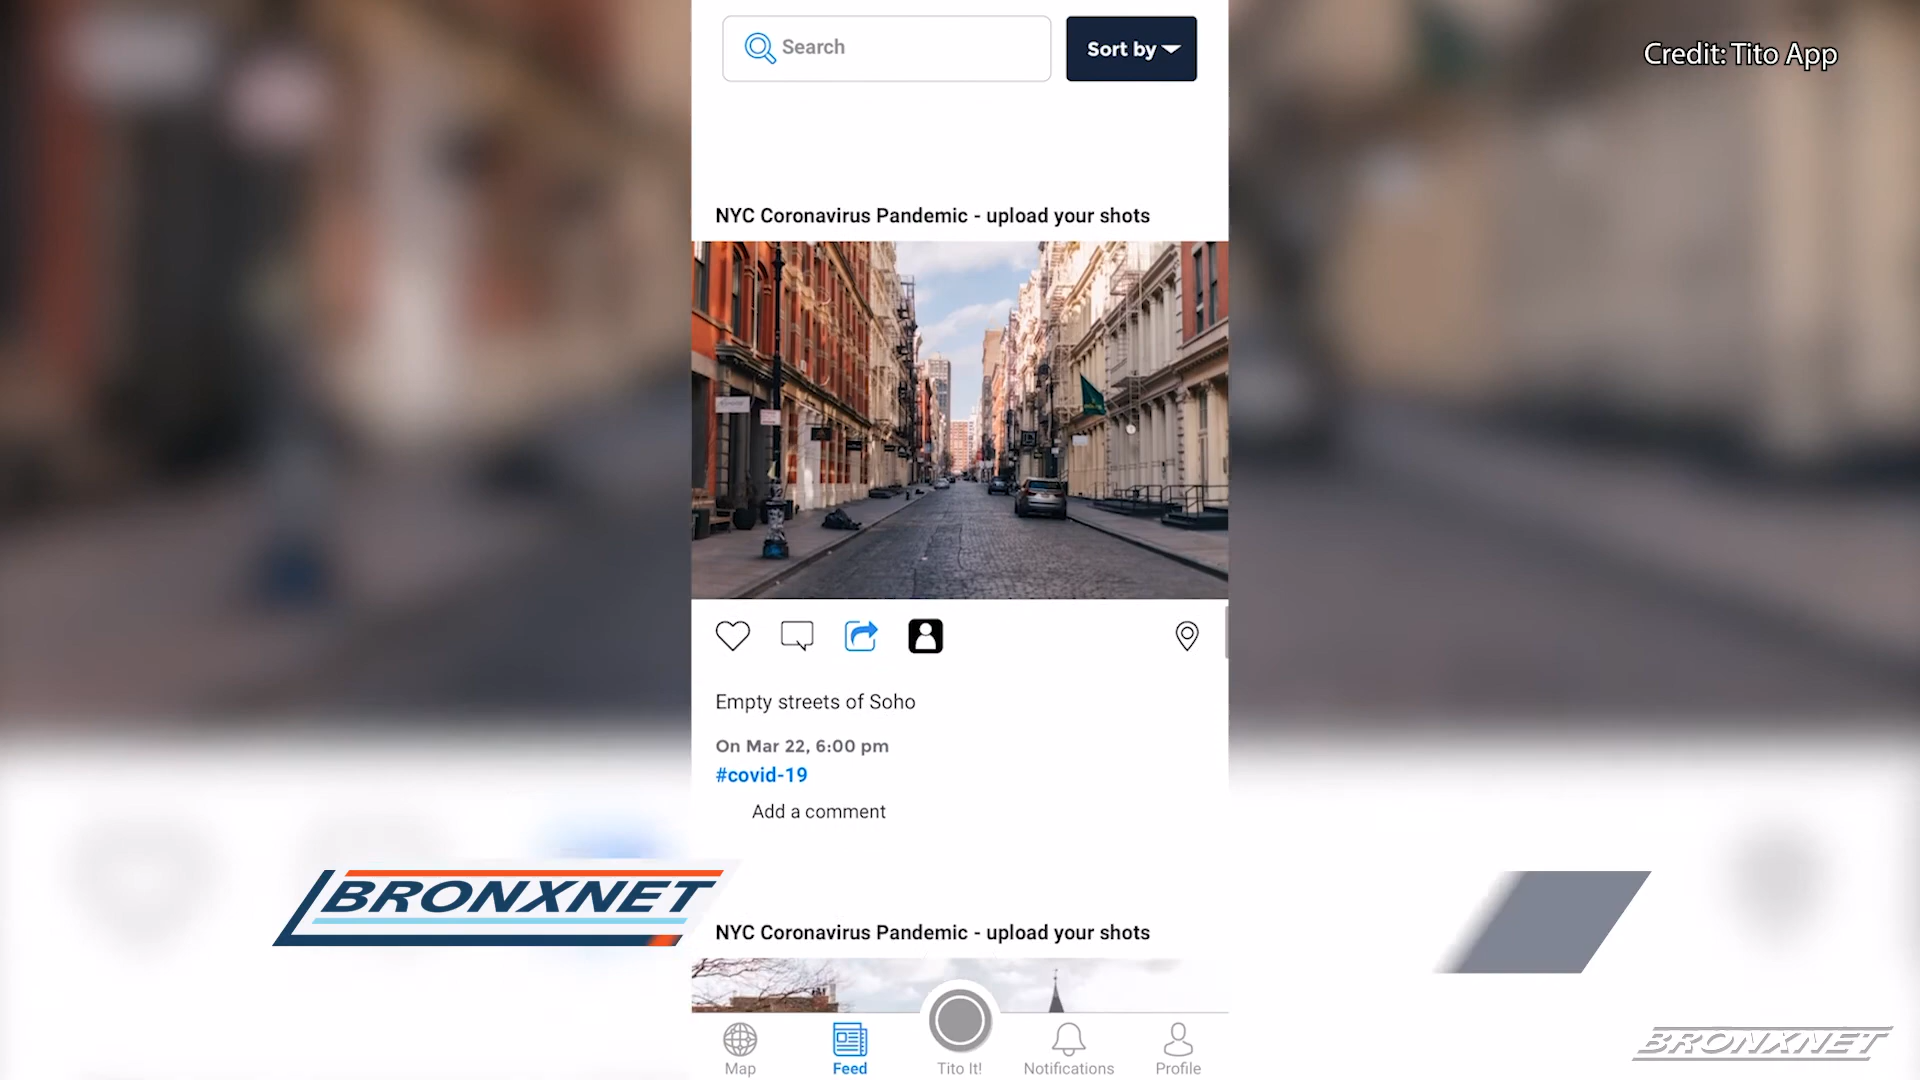 Search
Sort by
Credit: Tito App
NYC Coronavirus Pandemic - upload your shots
Empty streets of Soho
On Mar 22, 6:00 pm
#covid-19
Add a comment
BRONXNET
NYC Coronavirus Pandemic - upload your shots
Map
Feed
Tito It!
Notifications
Profile
BRONXNET